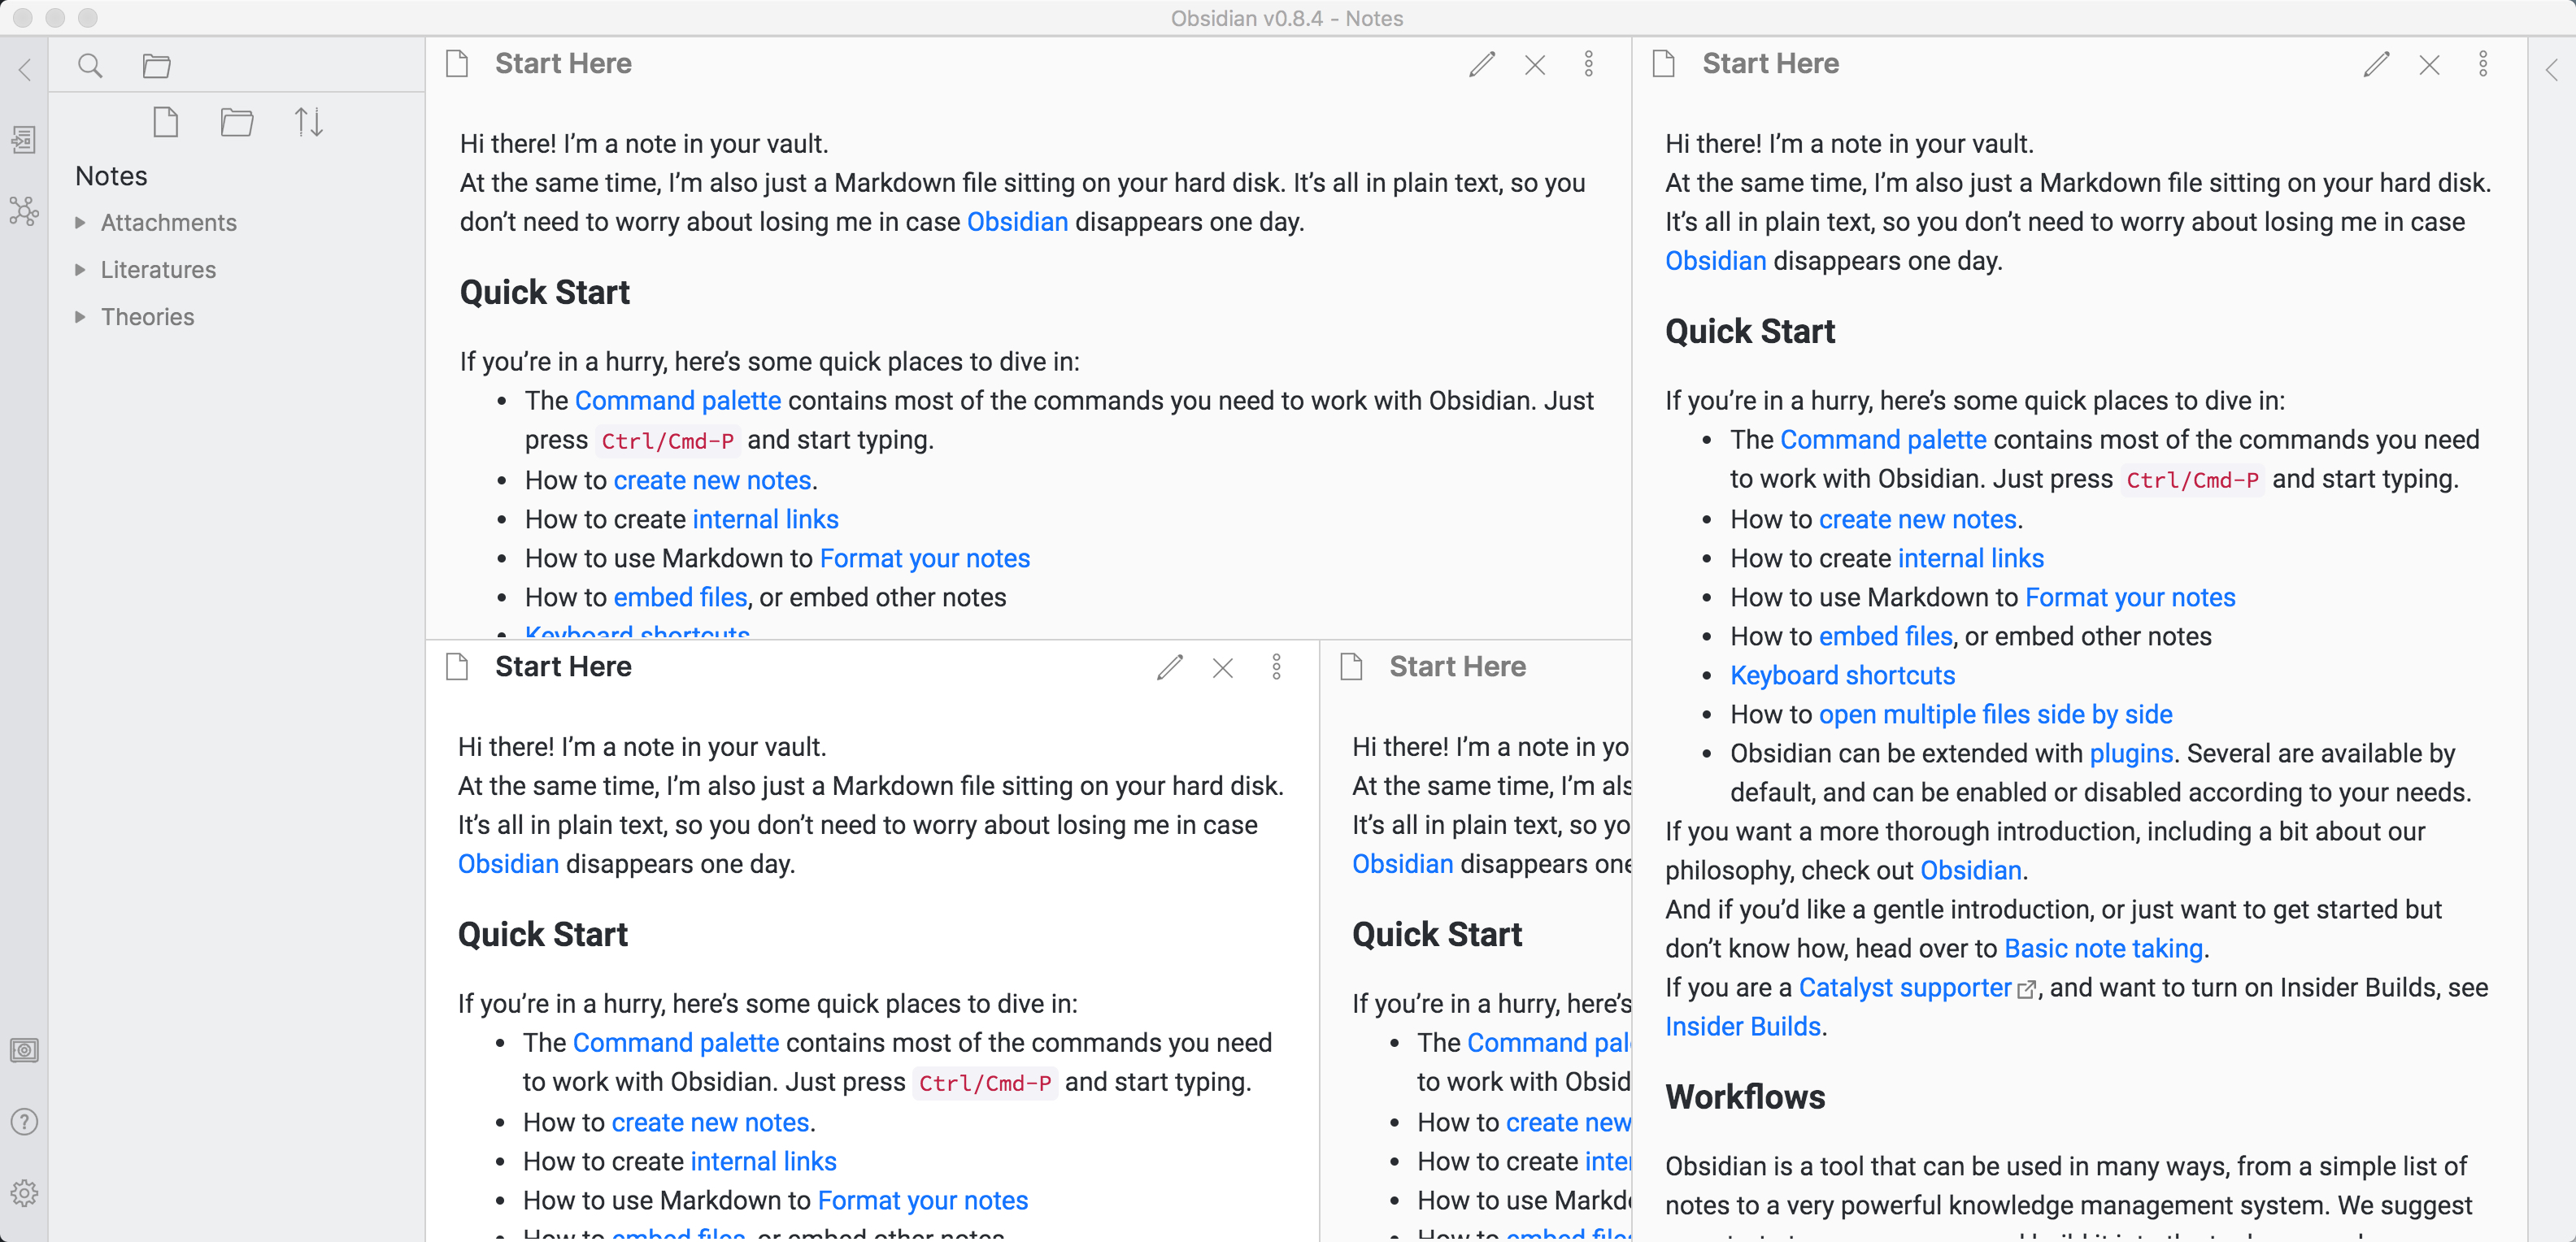 Obsidian v0.8.4 - Notes
Notes
Attachments
Literatures
Theories
Start Here
Hi there! I’m a note in your vault.
At the same time, I’m also just a Markdown file sitting on your hard disk. It’s all in plain text, so you
don’t need to worry about losing me in case Obsidian disappears one day.
Quick Start
If you’re in a hurry, here’s some quick places to dive in:
• The Command palette contains most of the commands you need to work with Obsidian. Just
press Ctrl/Cmd-P and start typing.
• How to create new notes.
• How to create internal links
• How to use Markdown to Format your notes
• How to embed files, or embed other notes
• Keyboard shortcuts
Start Here
Hi there! I’m a note in your vault.
At the same time, I’m also just a Markdown file sitting on your hard disk.
It’s all in plain text, so you don’t need to worry about losing me in case
Obsidian disappears one day.
Quick Start
If you’re in a hurry, here’s some quick places to dive in:
• The Command palette contains most of the commands you need
to work with Obsidian. Just press Ctrl/Cmd-P and start typing.
• How to create new notes.
• How to create internal links
• How to use Markdown to Format your notes
• How to embed files, or embed other notes
Start Here
Hi there! I’m a note in yo
At the same time, I’m als
It’s all in plain text, so yo
Obsidian disappears one
Quick Start
If you’re in a hurry, here’s
• The Command pal
to work with Obsid
• How to create new
• How to create inter
• How to use Markdo
• How to embed files
Start Here
Hi there! I’m a note in your vault.
At the same time, I’m also just a Markdown file sitting on your hard disk.
It’s all in plain text, so you don’t need to worry about losing me in case
Obsidian disappears one day.
Quick Start
If you’re in a hurry, here’s some quick places to dive in:
• The Command palette contains most of the commands you need
to work with Obsidian. Just press Ctrl/Cmd-P and start typing.
• How to create new notes.
• How to create internal links
• How to use Markdown to Format your notes
• How to embed files, or embed other notes
• Keyboard shortcuts
• How to open multiple files side by side
• Obsidian can be extended with plugins. Several are available by
default, and can be enabled or disabled according to your needs.
If you want a more thorough introduction, including a bit about our
philosophy, check out Obsidian.
And if you’d like a gentle introduction, or just want to get started but
don’t know how, head over to Basic note taking.
If you are a Catalyst supporter, and want to turn on Insider Builds, see
Insider Builds.
Workflows
Obsidian is a tool that can be used in many ways, from a simple list of
notes to a very powerful knowledge management system. We suggest